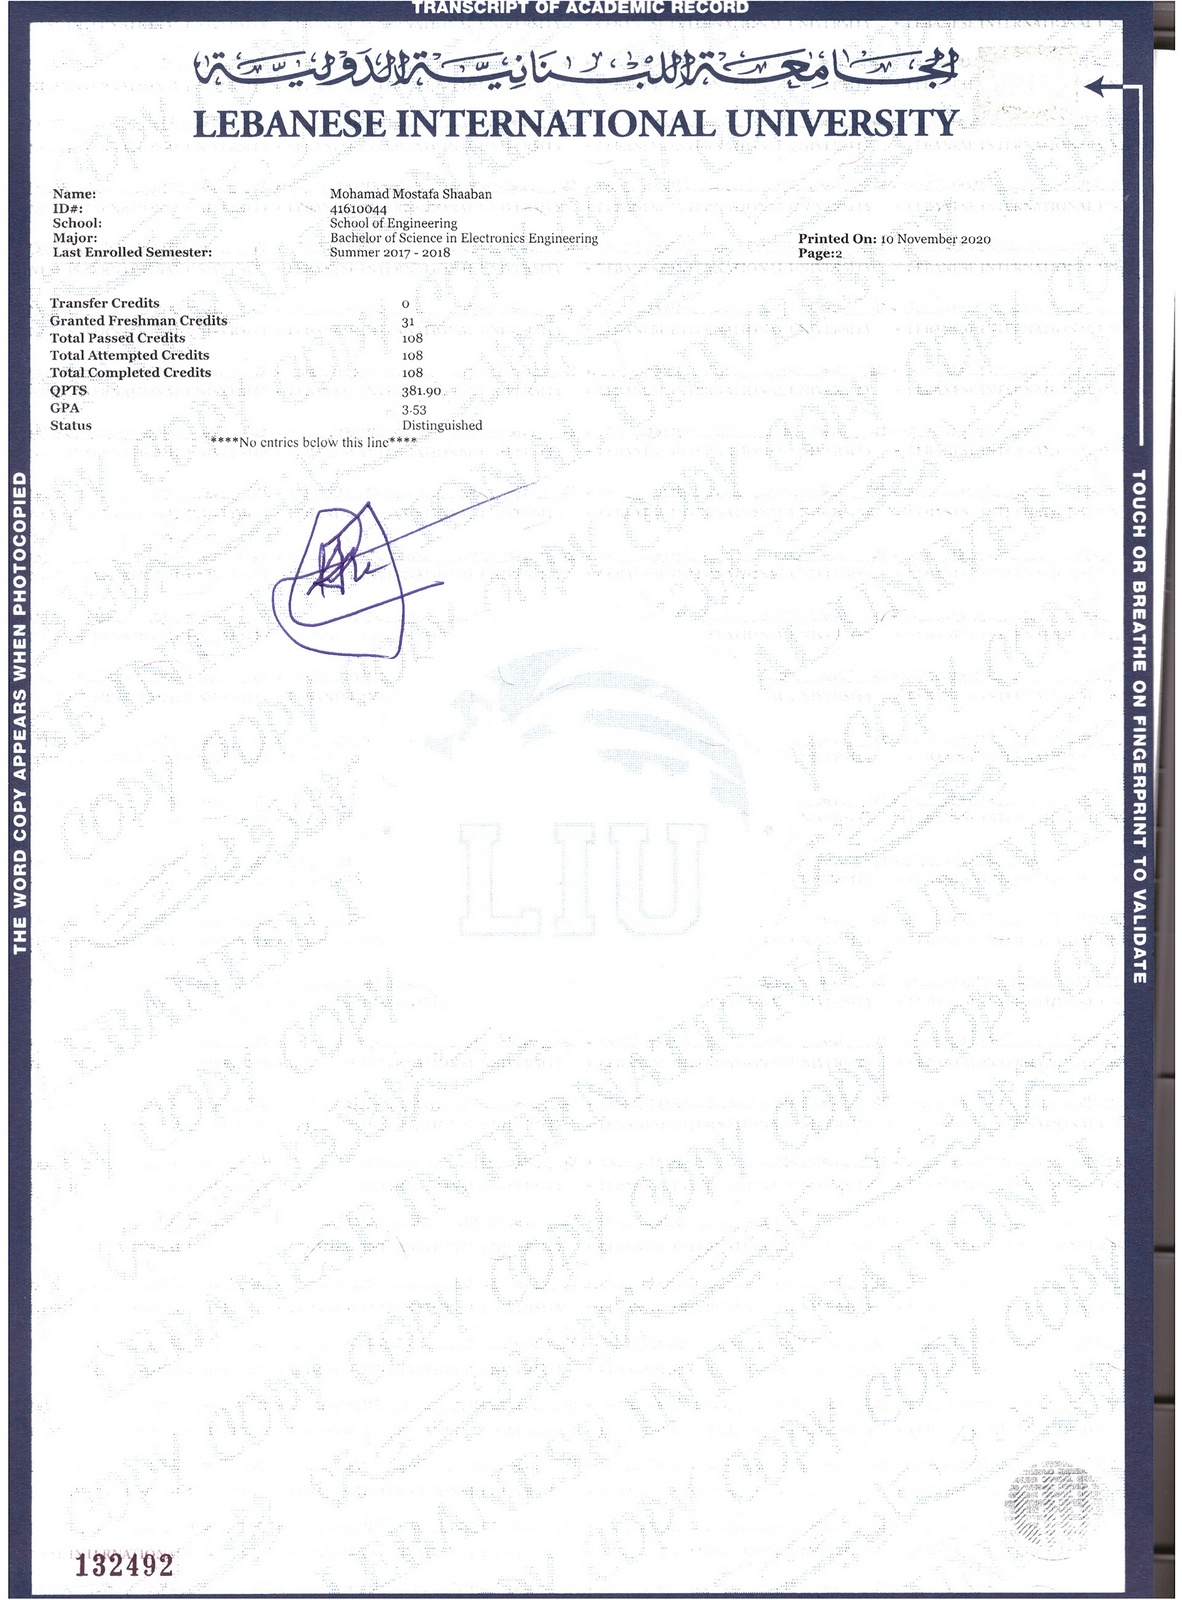 TRANSCRIPT OF ACADEMIC RECORD
الجامعة اللبنانية الدولية
LEBANESE INTERNATIONAL UNIVERSITY
Name: Mohamad Mostafa Shaaban
ID#: 41610044
School: School of Engineering
Major: Bachelor of Science in Electronics Engineering Printed On: 10 November 2020
Last Enrolled Semester: Summer 2017 - 2018 Page:2
Transfer Credits 0
Granted Freshman Credits 31
Total Passed Credits 108
Total Attempted Credits 108
Total Completed Credits 108
QPTS 381.90
GPA 3.53
Status Distinguished
****No entries below this line****
THE WORD COPY APPEARS WHEN PHOTOCOPIED
TOUCH OR BREATHE ON FINGERPRINT TO VALIDATE
LIU
132492